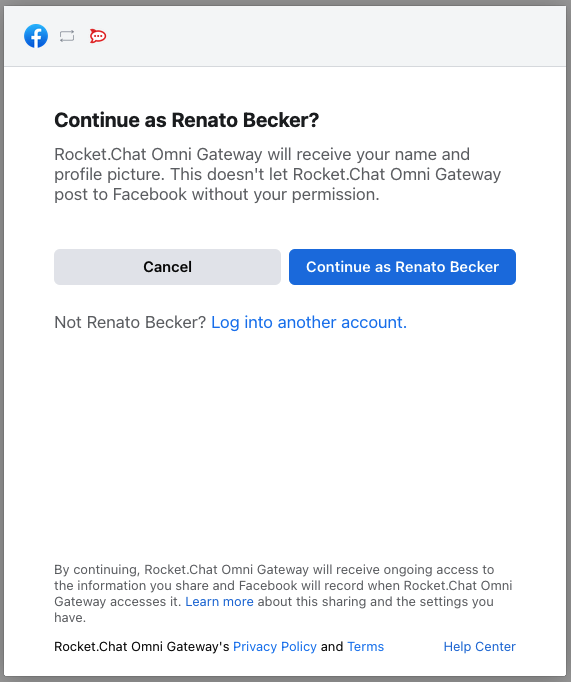 Continue as Renato Becker?
Rocket.Chat Omni Gateway will receive your name and
profile picture. This doesn't let Rocket.Chat Omni Gateway
post to Facebook without your permission.
Cancel
Continue as Renato Becker
Not Renato Becker? Log into another account.
By continuing, Rocket.Chat Omni Gateway will receive ongoing access to
the information you share and Facebook will record when Rocket.Chat Omni
Gateway accesses it. Learn more about this sharing and the settings you
have.
Rocket.Chat Omni Gateway's Privacy Policy and Terms
Help Center